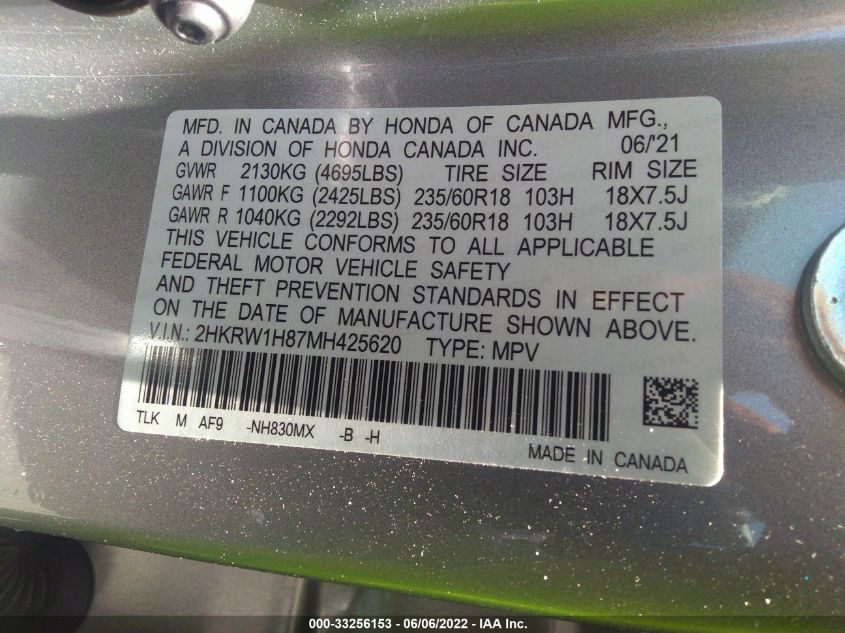 MFD. IN CANADA BY HONDA OF CANADA MFG.,
A DIVISION OF HONDA CANADA INC. 06/'21
GVWR 2130KG (4695LBS) TIRE SIZE RIM SIZE
GAWR F 1100KG (2425LBS) 235/60R18 103H 18X7.5J
GAWR R 1040KG (2292LBS) 235/60R18 103H 18X7.5J
THIS VEHICLE CONFORMS TO ALL APPLICABLE
FEDERAL MOTOR VEHICLE SAFETY
AND THEFT PREVENTION STANDARDS IN EFFECT
ON THE DATE OF MANUFACTURE SHOWN ABOVE.
V.I.N.: 2HKRW1H87MH425620 TYPE: MPV
TLK M AF9 -NH830MX -B -H
MADE IN CANADA
000-33256153 - 06/06/2022 - IAA Inc.